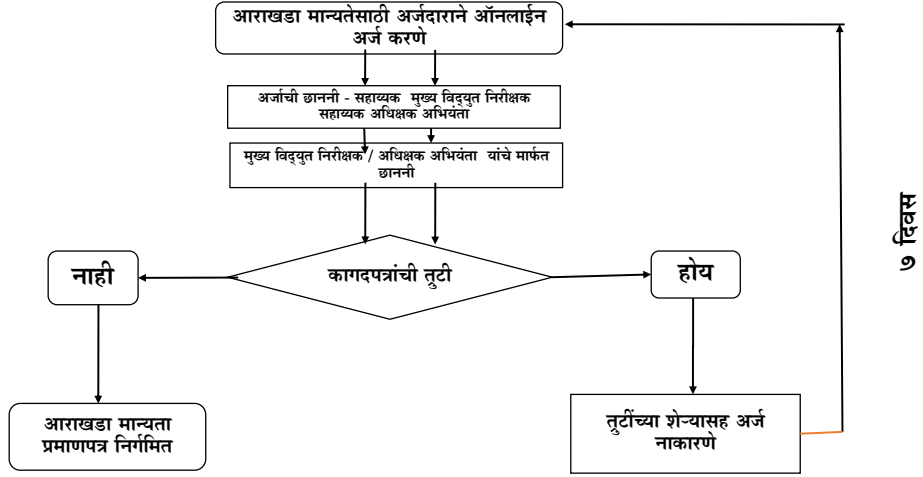 आराखडा मान्यतेसाठी अर्जदाराने ऑनलाईन
अर्ज करणे
अर्जाची छाननी - सहाय्यक मुख्य विद्युत निरीक्षक
सहाय्यक अधिक्षक अभियंता
मुख्य विद्युत निरीक्षक / अधिक्षक अभियंता यांचे मार्फत
छाननी
कागदपत्रांची त्रुटी
नाही
होय
आराखडा मान्यता
प्रमाणपत्र निर्गमित
त्रुटींच्या शेऱ्यासह अर्ज
नाकारणे
७ दिवस